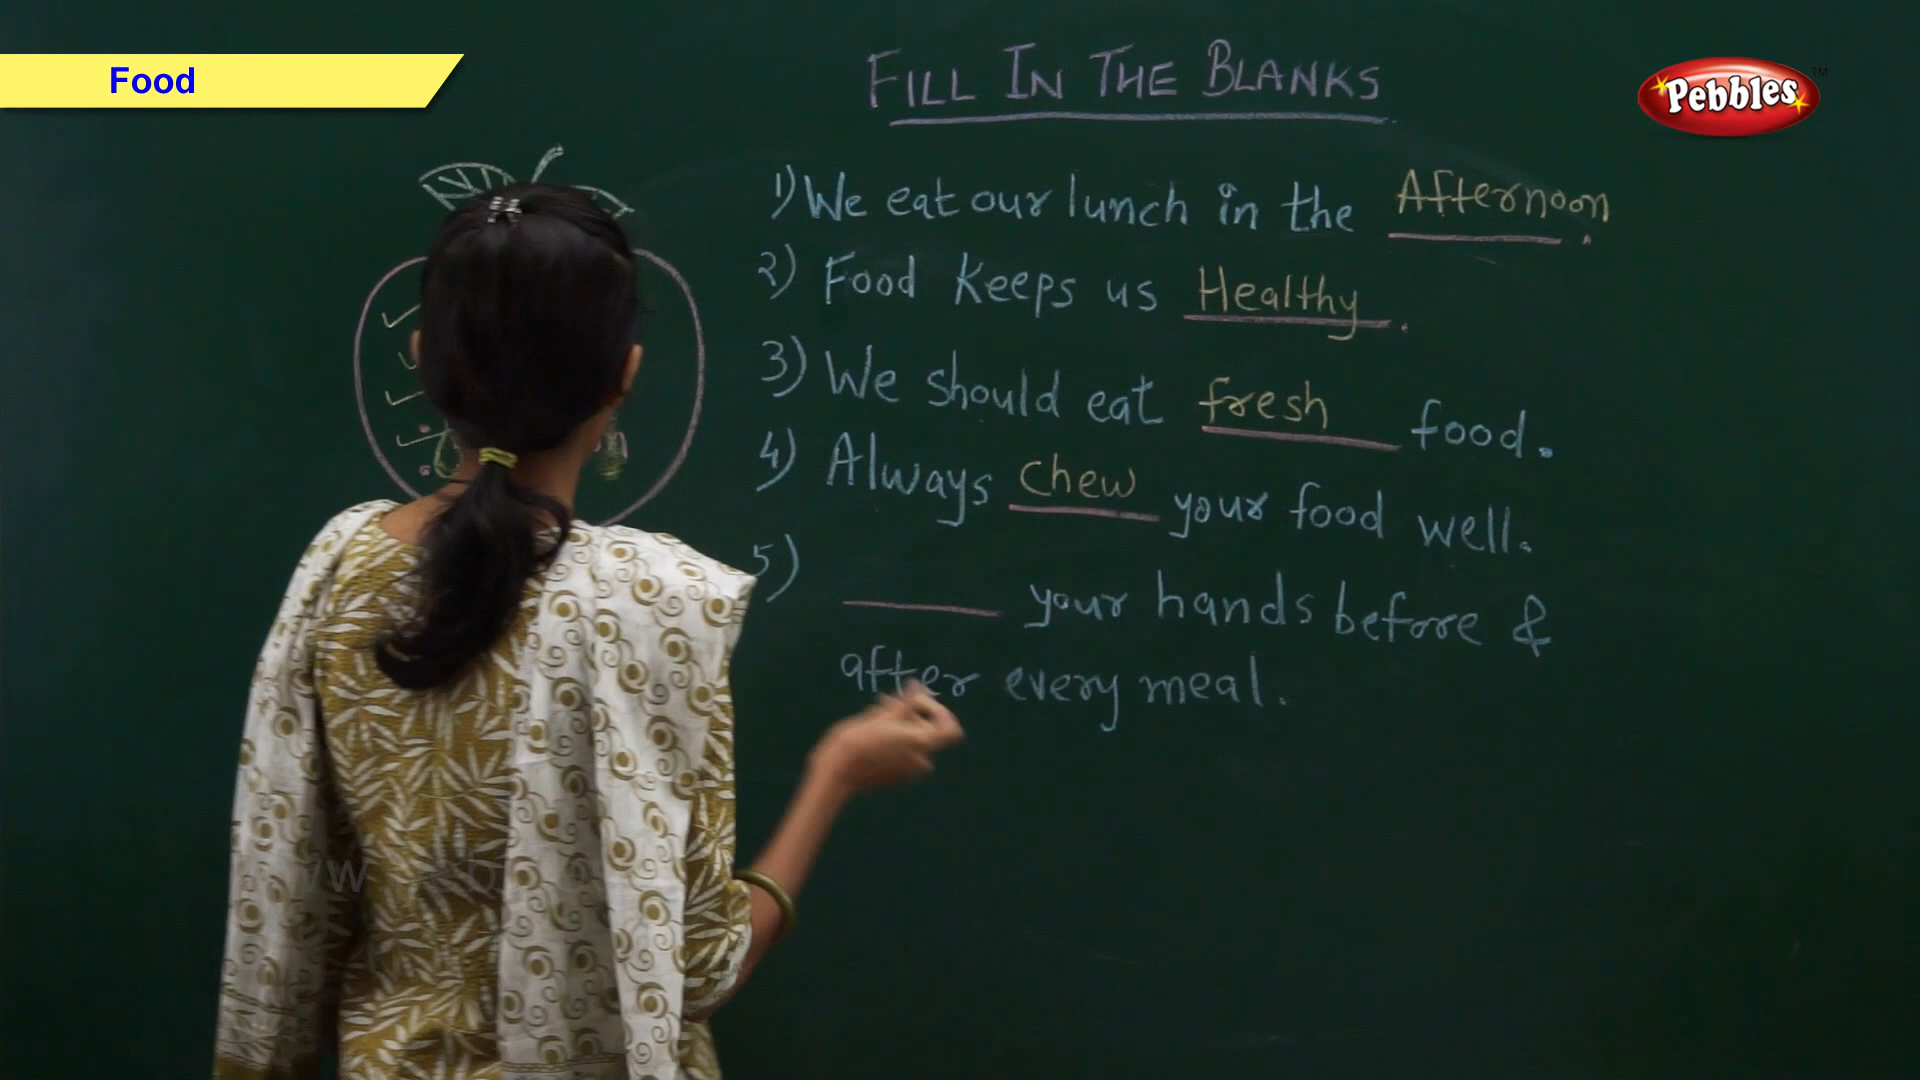 Food
Pebbles
TM
FILL IN THE BLANKS
1) We eat our lunch in the Afternoon.
2) Food keeps us Healthy.
3) We should eat fresh food.
4) Always chew your food well.
5) ____ your hands before &
after every meal.